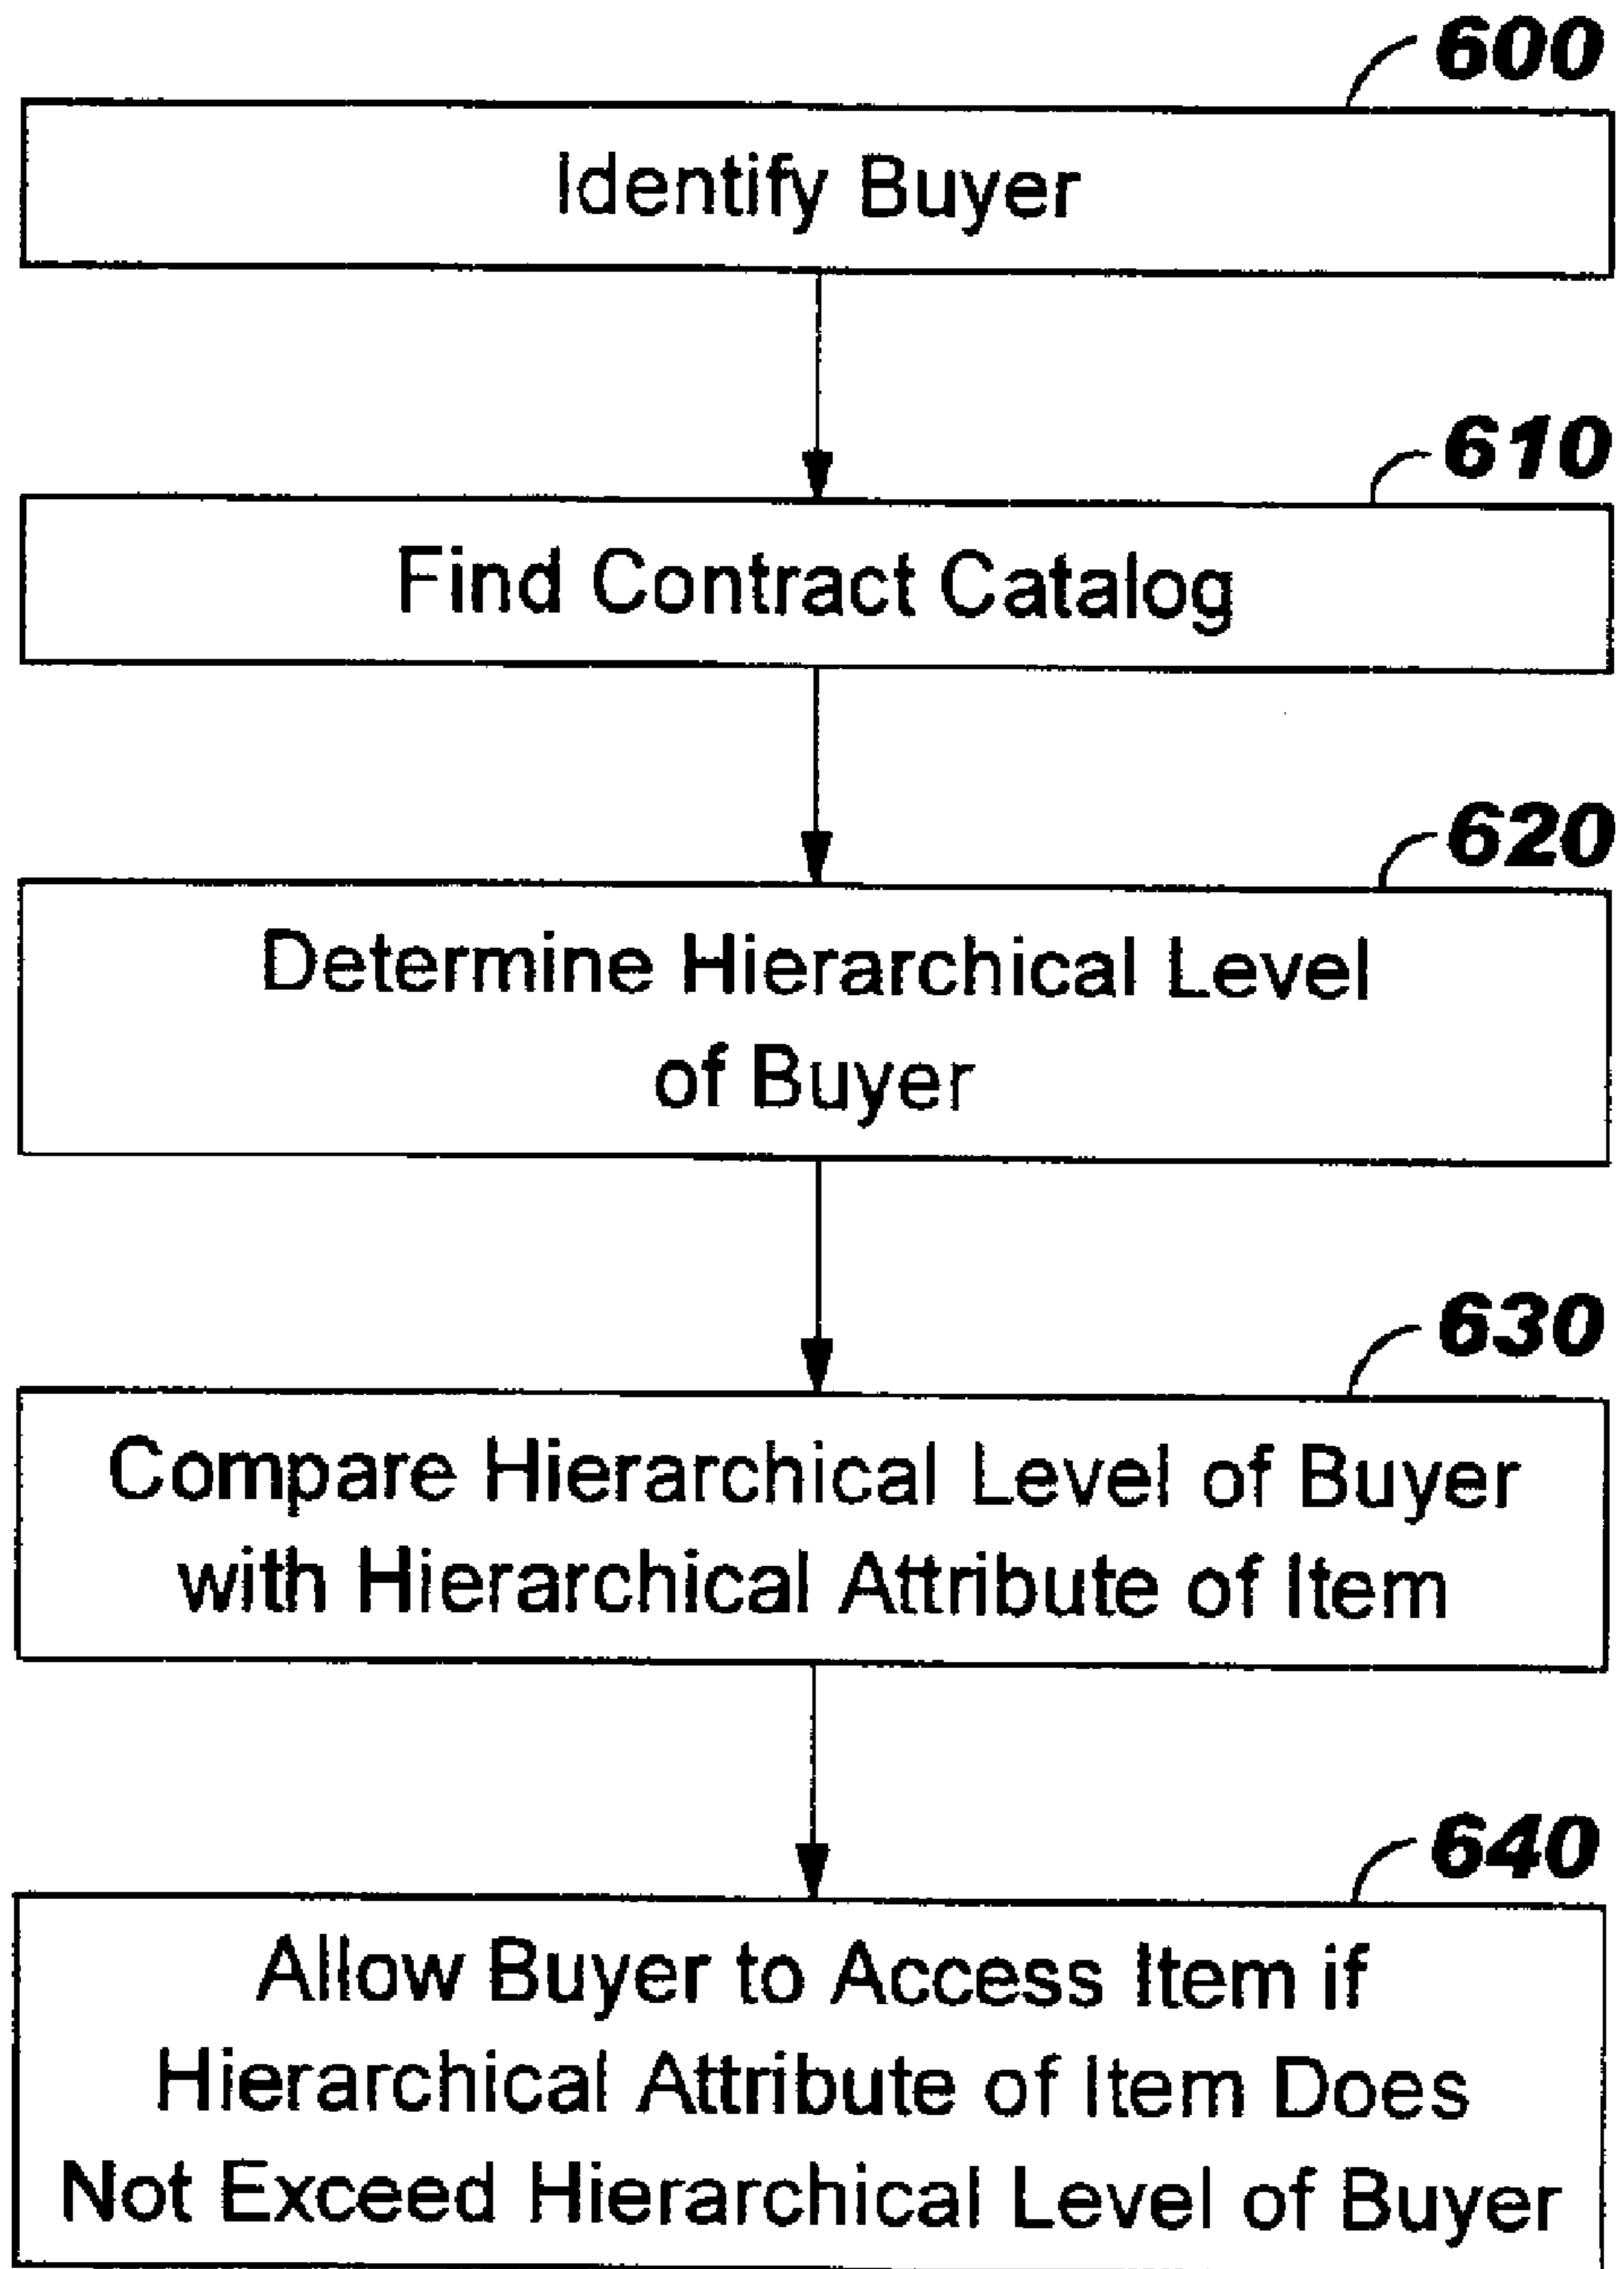 600
Identify Buyer
610
Find Contract Catalog
620
Determine Hierarchical Level
of Buyer
630
Compare Hierarchical Level of Buyer
with Hierarchical Attribute of Item
640
Allow Buyer to Access Item if
Hierarchical Attribute of Item Does
Not Exceed Hierarchical Level of Buyer